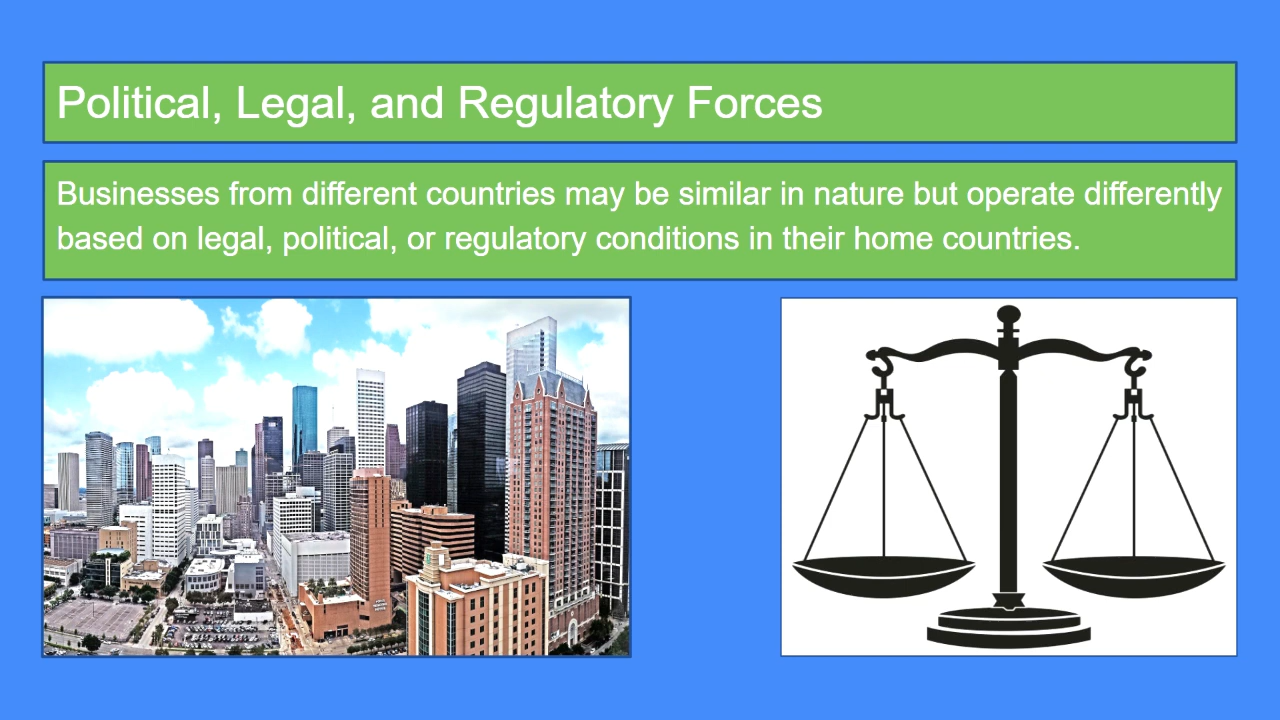 Political, Legal, and Regulatory Forces
Businesses from different countries may be similar in nature but operate differently
based on legal, political, or regulatory conditions in their home countries.